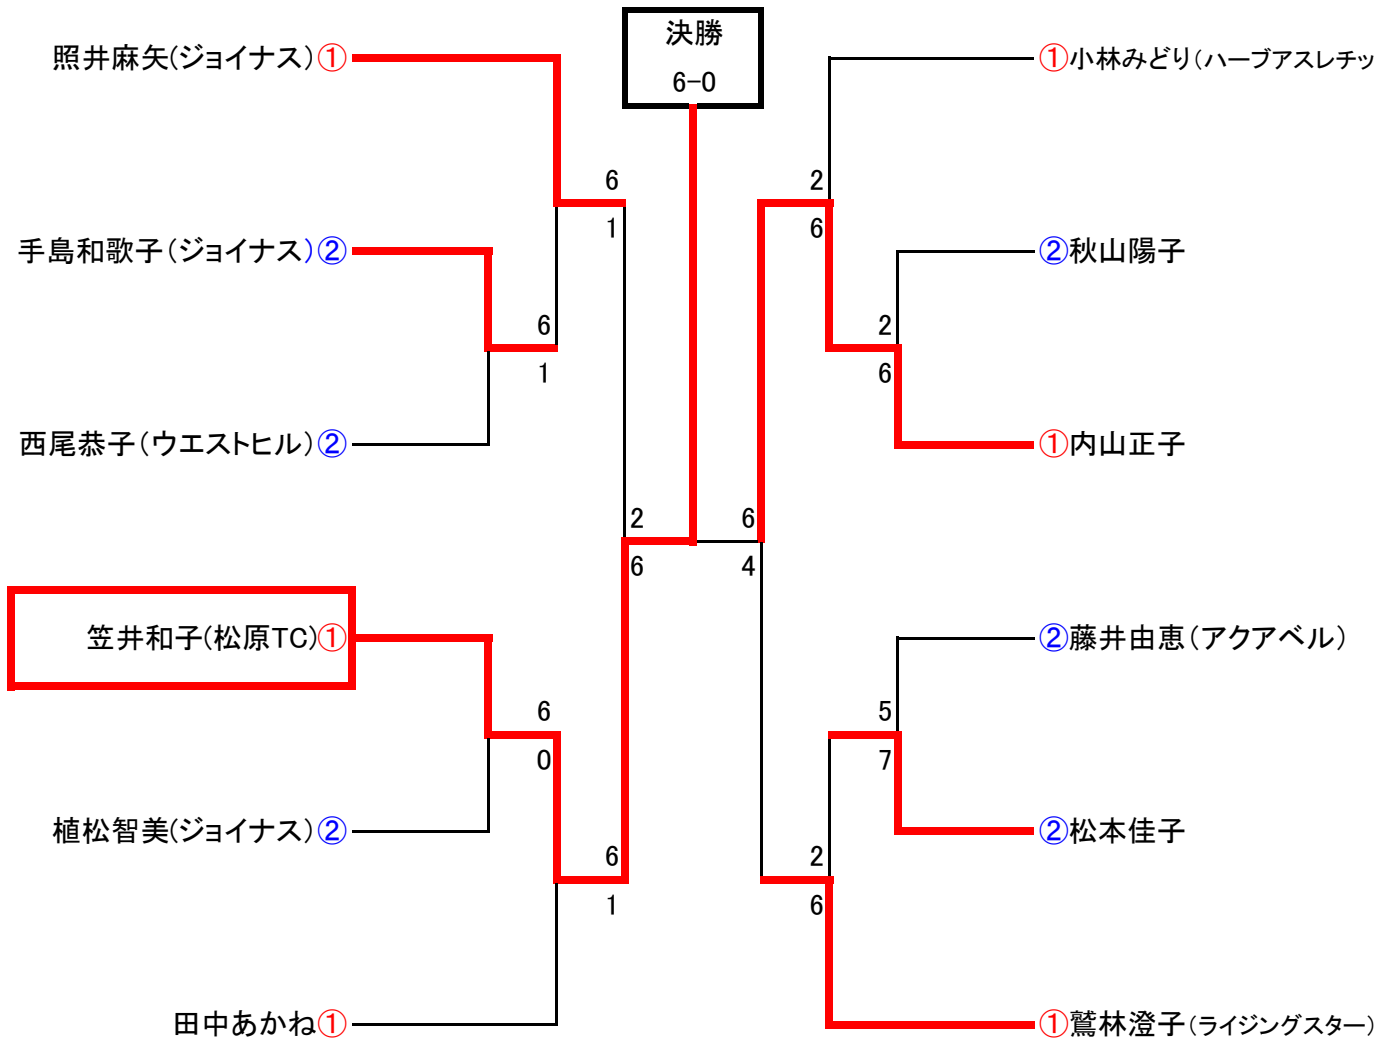 決勝
6-0
照井麻矢(ジョイナス)①
①小林みどり(ハーブアスレチッ
6
1
2
6
手島和歌子(ジョイナス)②
②秋山陽子
6
1
2
6
西尾恭子(ウエストヒル)②
①内山正子
2
6
6
4
笠井和子(松原TC)①
②藤井由恵(アクアベル)
6
0
5
7
植松智美(ジョイナス)②
②松本佳子
6
1
2
6
田中あかね①
①鷲林澄子(ライジングスター)